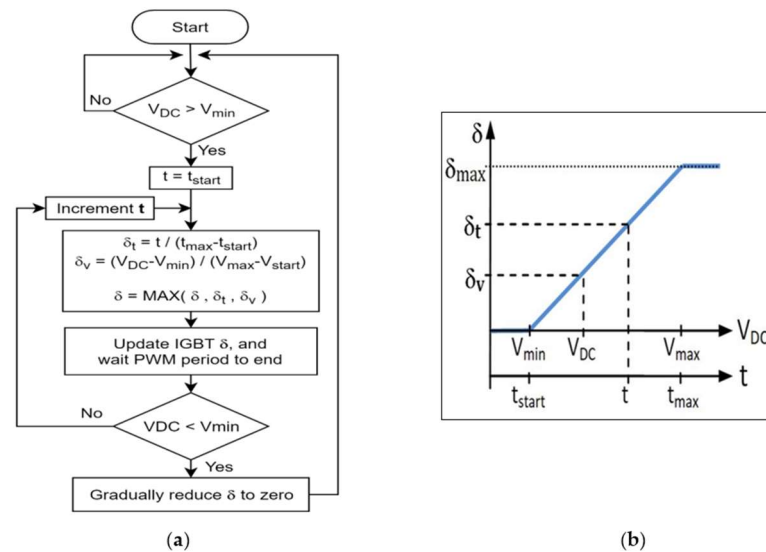 Start
No
V_DC > V_min
Yes
t = t_start
Increment t
δ_t = t / (t_max-t_start)
δ_v = (V_DC-V_min) / (V_max-V_start)
δ = MAX( δ , δ_t , δ_v )
Update IGBT δ, and
wait PWM period to end
No
VDC < Vmin
Yes
Gradually reduce δ to zero
(a)
δ
δ_max
δ_t
δ_v
V_min V_DC V_max V_DC
t_start t t_max t
(b)